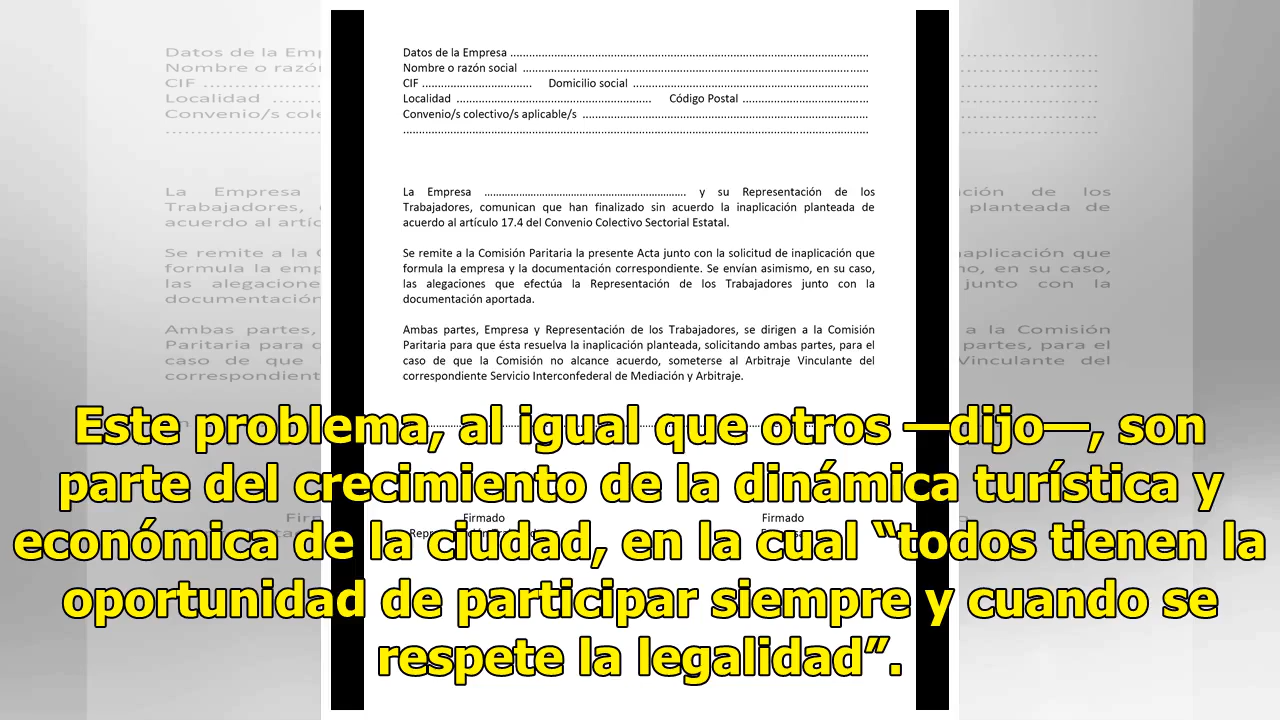 Datos de la Empresa ........................................................................................................................
Nombre o razón social ........................................................................................................................
CIF .................................... Domicilio social ............................................................................
Localidad ............................................................... Código Postal .........................................
Convenio/s colectivo/s aplicable/s ..............................................................................................
...................................................................................................................................................
La Empresa ................................................................. y su Representación de los
Trabajadores, comunican que han finalizado sin acuerdo la inaplicación planteada de
acuerdo al artículo 17.4 del Convenio Colectivo Sectorial Estatal.
Se remite a la Comisión Paritaria la presente Acta junto con la solicitud de inaplicación que
formula la empresa y la documentación correspondiente. Se envían asimismo, en su caso,
las alegaciones que efectúa la Representación de los Trabajadores junto con la
documentación aportada.
Ambas partes, Empresa y Representación de los Trabajadores, se dirigen a la Comisión
Paritaria para que ésta resuelva la inaplicación planteada, solicitando ambas partes, para el
caso de que la Comisión no alcance acuerdo, someterse al Arbitraje Vinculante del
correspondiente Servicio Interconfederal de Mediación y Arbitraje.
Firmado Firmado
Este problema, al igual que otros —dijo—, son
parte del crecimiento de la dinámica turística y
económica de la ciudad, en la cual “todos tienen la
oportunidad de participar siempre y cuando se
respete la legalidad”.